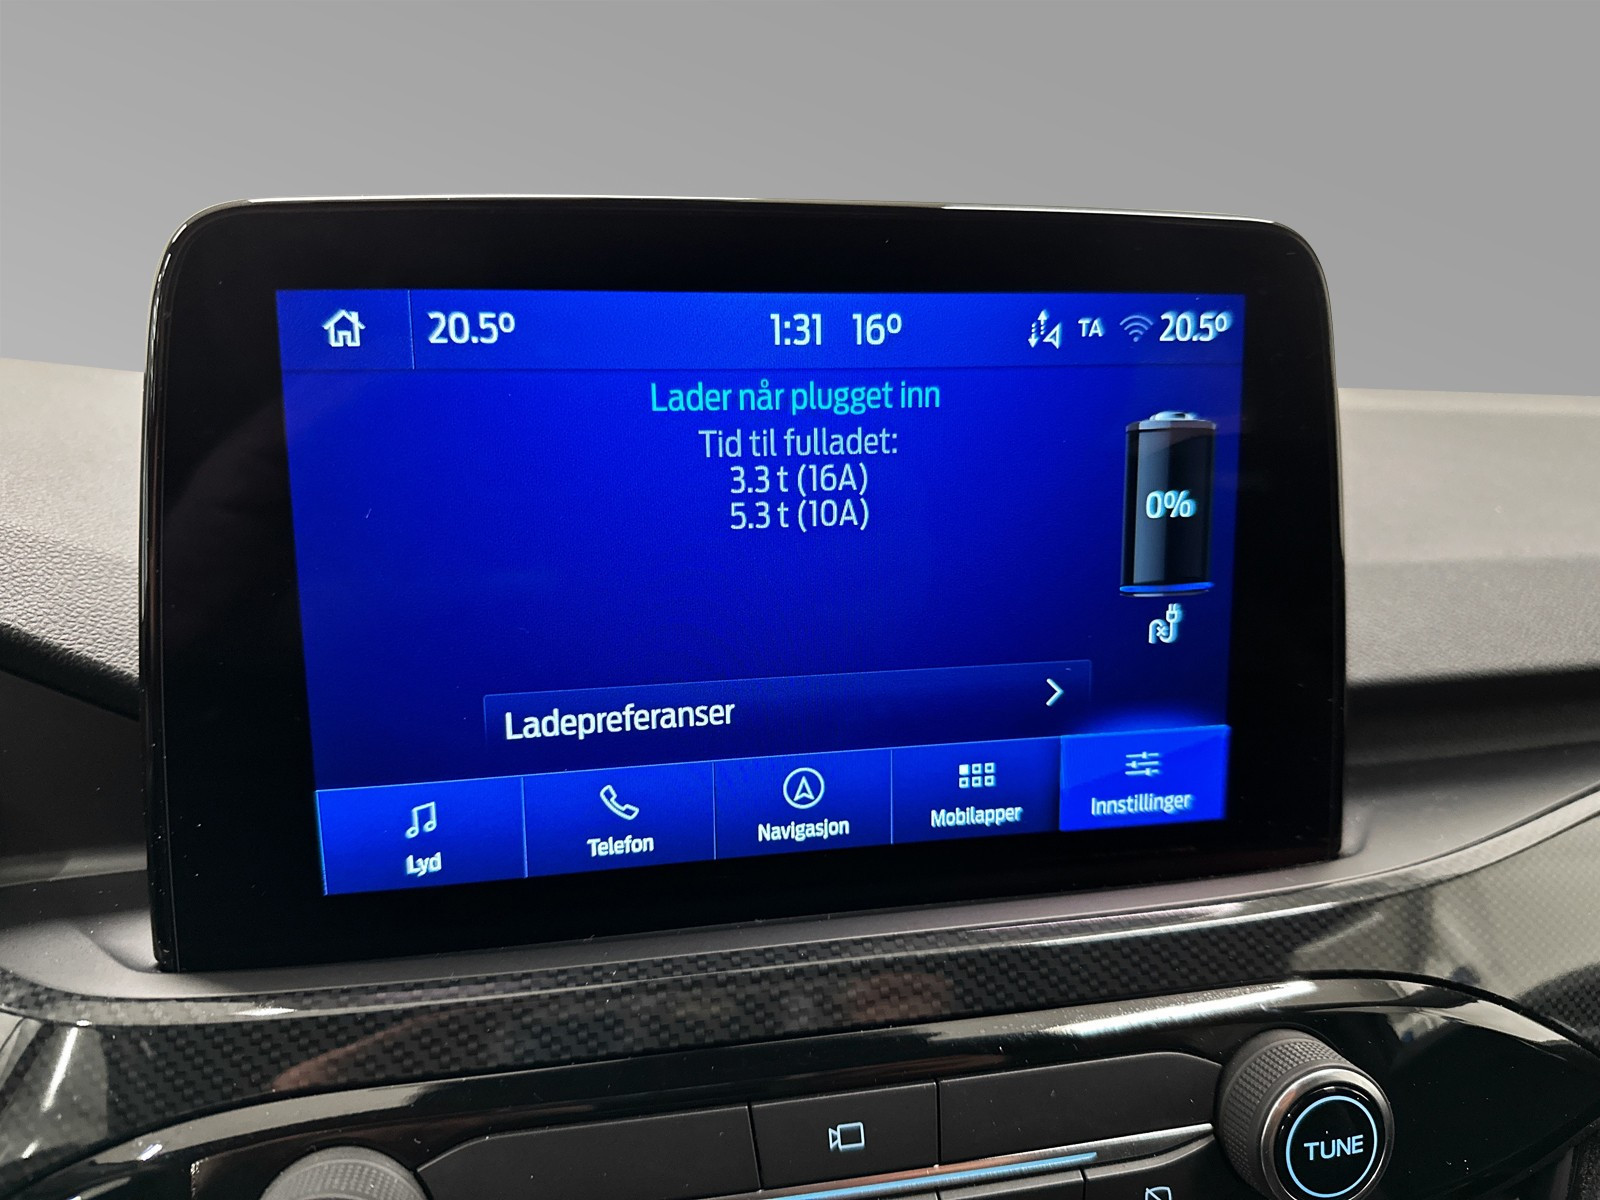 20.5º 1:31 16º TA 20.5º
Lader når plugget inn
Tid til fulladet:
3.3 t (16A)
5.3 t (10A)
0%
Ladepreferanser
Lyd Telefon Navigasjon Mobilapper Innstillinger
TUNE